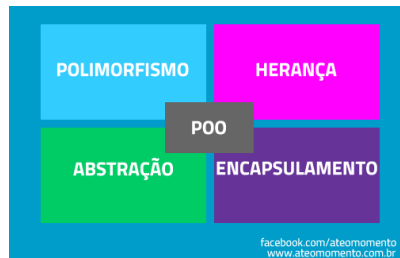 POLIMORFISMO
HERANÇA
POO
ABSTRAÇÃO
ENCAPSULAMENTO
facebook.com/ateomomento
www.ateomomento.com.br